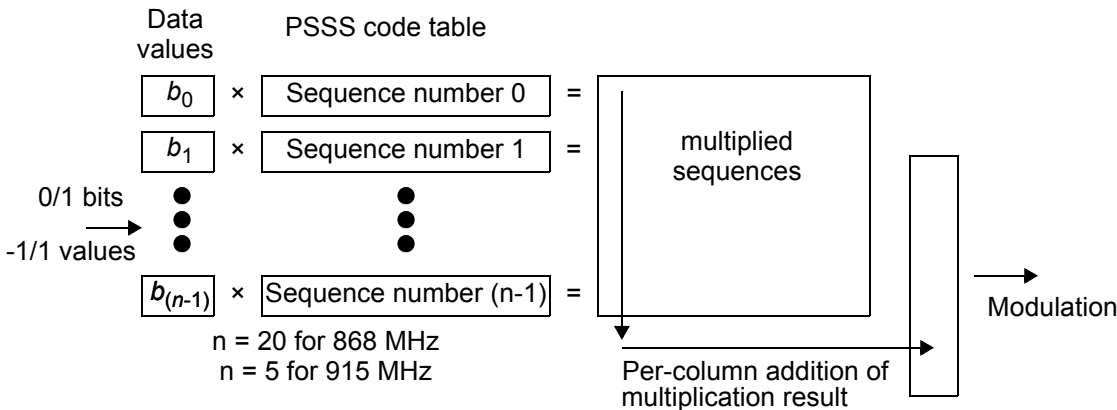 Data
values
PSSS code table
b0 × Sequence number 0 =
b1 × Sequence number 1 =
multiplied
sequences
0/1 bits
-1/1 values
b(n-1) × Sequence number (n-1) =
Modulation
n = 20 for 868 MHz
n = 5 for 915 MHz
Per-column addition of
multiplication result